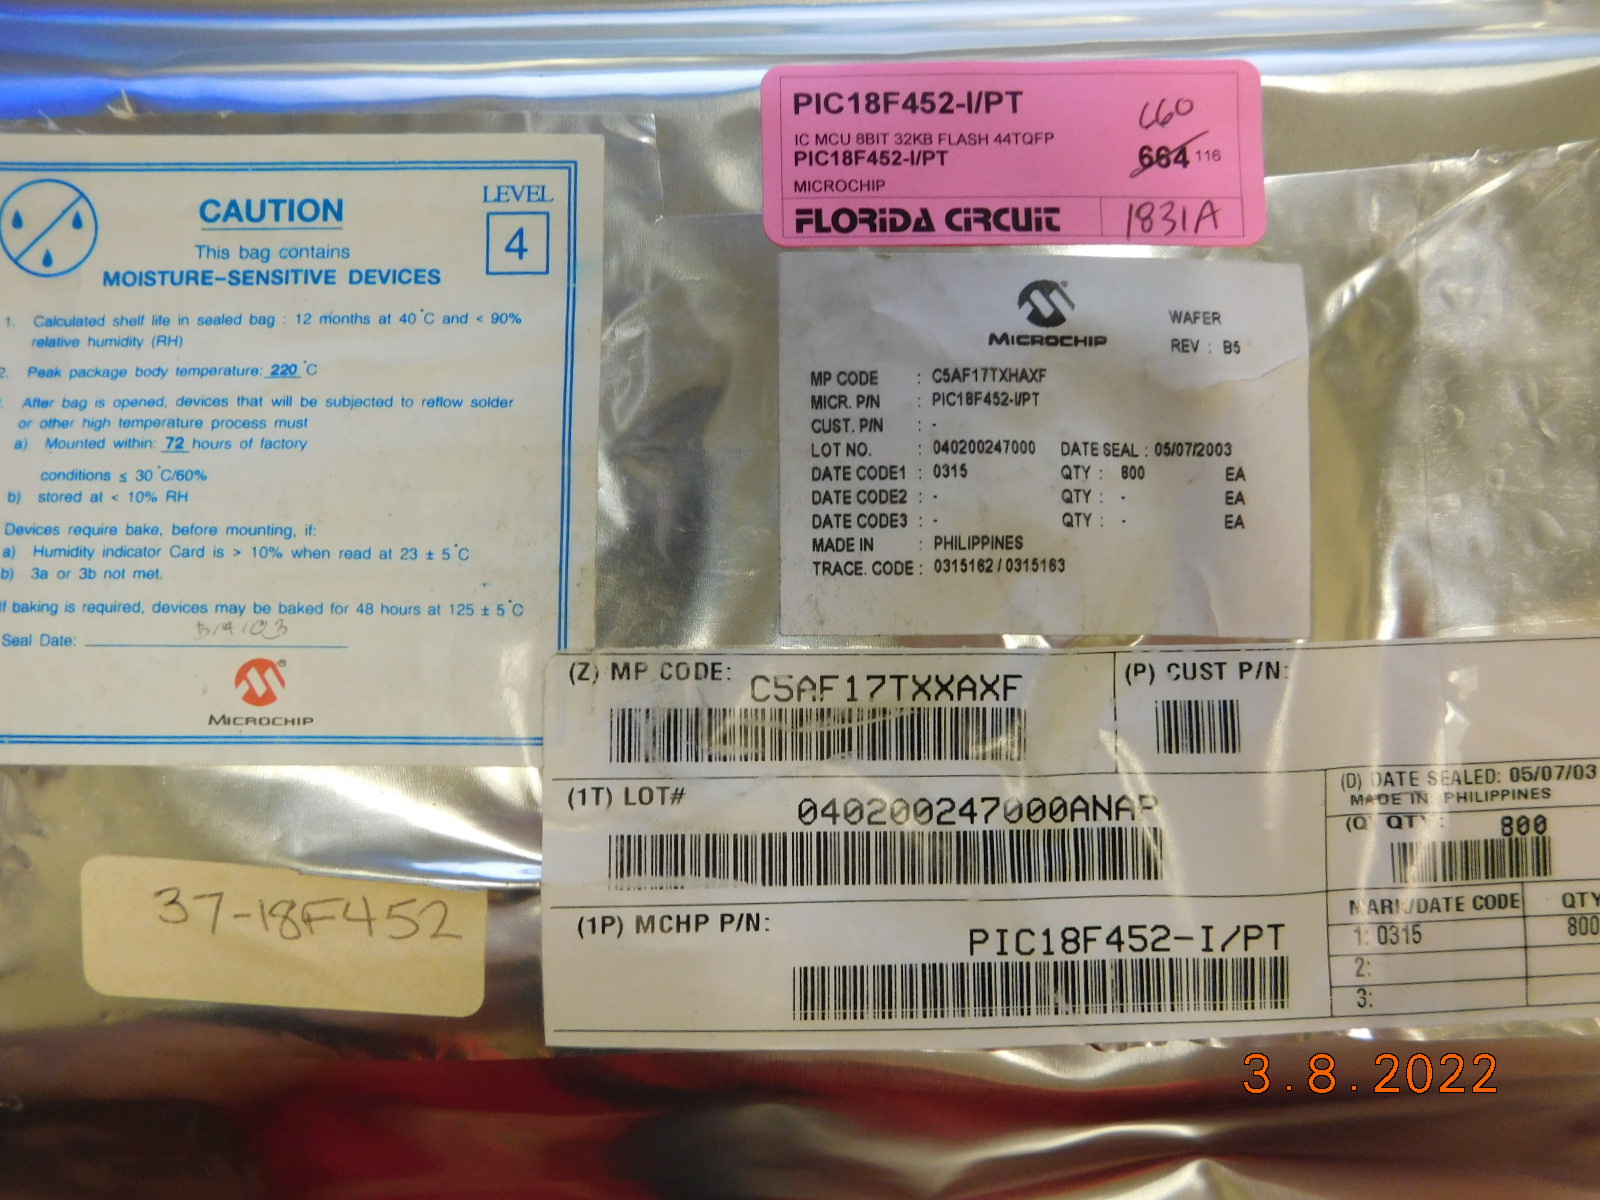 PIC18F452-I/PT
IC MCU 8BIT 32KB FLASH 44TQFP
PIC18F452-I/PT
MICROCHIP
660
664 116
FLORIDA CIRCUIT
1831A
CAUTION
LEVEL
4
This bag contains
MOISTURE-SENSITIVE DEVICES
1. Calculated shelf life in sealed bag : 12 months at 40°C and < 90%
relative humidity (RH)
2. Peak package body temperature: 220 °C
After bag is opened, devices that will be subjected to reflow solder
or other high temperature process must
a) Mounted within: 72 hours of factory
conditions ≤ 30°C/60%
b) stored at < 10% RH
Devices require bake, before mounting, if:
a) Humidity indicator Card is > 10% when read at 23 ± 5°C
b) 3a or 3b not met.
If baking is required, devices may be baked for 48 hours at 125 ± 5°C
Seal Date:
MICROCHIP
MICROCHIP
WAFER
REV : B5
MP CODE : C5AF17TXHAXF
MICR. P/N : PIC18F452-I/PT
CUST. P/N : -
LOT NO. : 040200247000 DATE SEAL : 05/07/2003
DATE CODE1 : 0315 QTY : 800 EA
DATE CODE2 : - QTY : - EA
DATE CODE3 : - QTY : - EA
MADE IN : PHILIPPINES
TRACE. CODE : 0315162 / 0315163
(Z) MP CODE: C5AF17TXXAXF
(P) CUST P/N:
(1T) LOT# 040200247000ANAP
(D) DATE SEALED: 05/07/03
MADE IN: PHILIPPINES
(Q) QTY: 800
(1P) MCHP P/N: PIC18F452-I/PT
MARK/DATE CODE QTY
1: 0315 800
2:
3:
37-18F452
3.8.2022